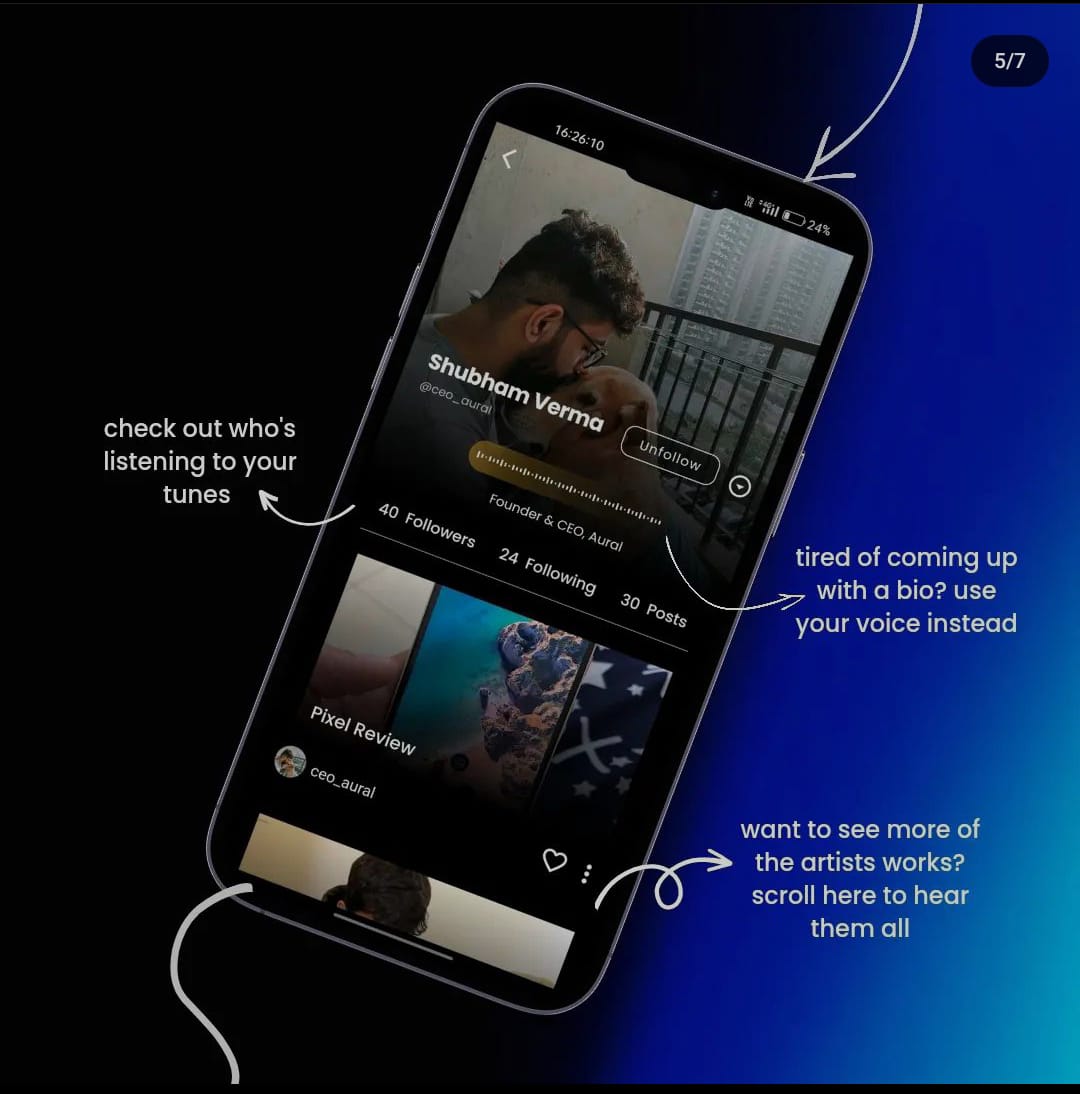 5/7
16:26:10
24%
Shubham Verma
@ceo_aural
Unfollow
Founder & CEO, Aural
40 Followers
24 Following
30 Posts
check out who's
listening to your
tunes
tired of coming up
with a bio? use
your voice instead
Pixel Review
ceo_aural
want to see more of
the artists works?
scroll here to hear
them all